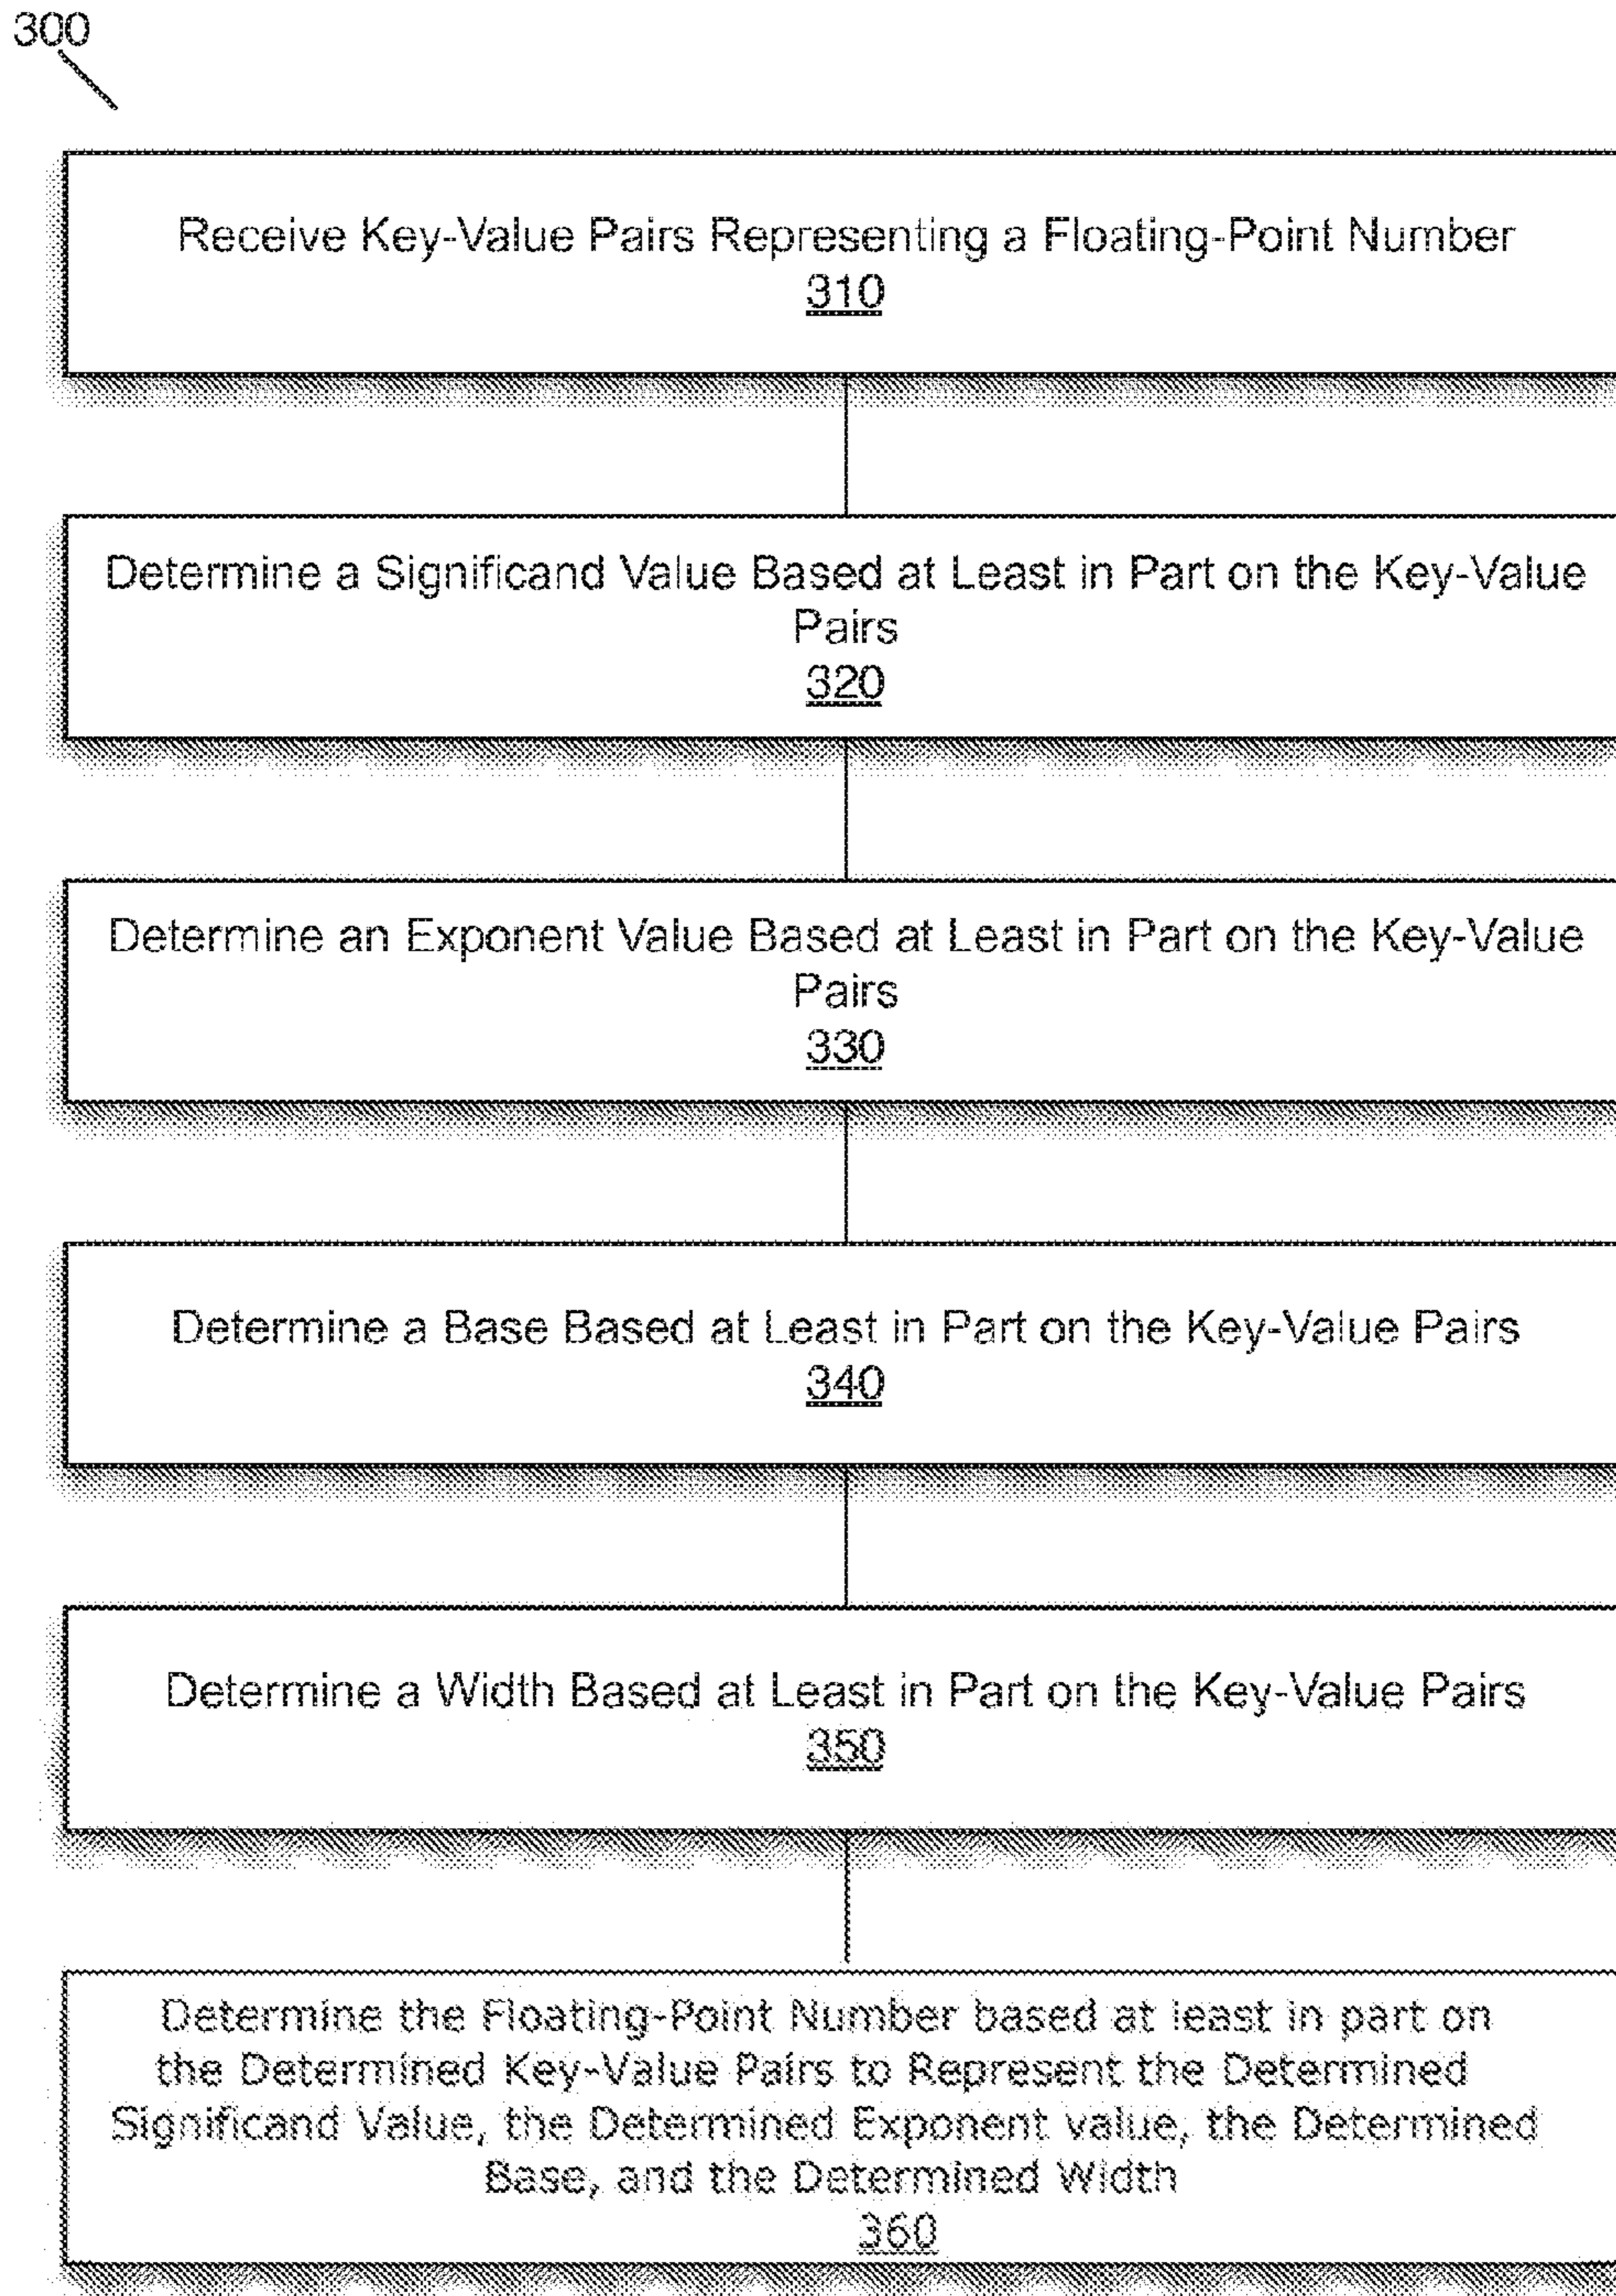 300
Receive Key-Value Pairs Representing a Floating-Point Number
310
Determine a Significand Value Based at Least in Part on the Key-Value
Pairs
320
Determine an Exponent Value Based at Least in Part on the Key-Value
Pairs
330
Determine a Base Based at Least in Part on the Key-Value Pairs
340
Determine a Width Based at Least in Part on the Key-Value Pairs
350
Determine the Floating-Point Number based at least in part on
the Determined Key-Value Pairs to Represent the Determined
Significand Value, the Determined Exponent value, the Determined
Base, and the Determined Width
360